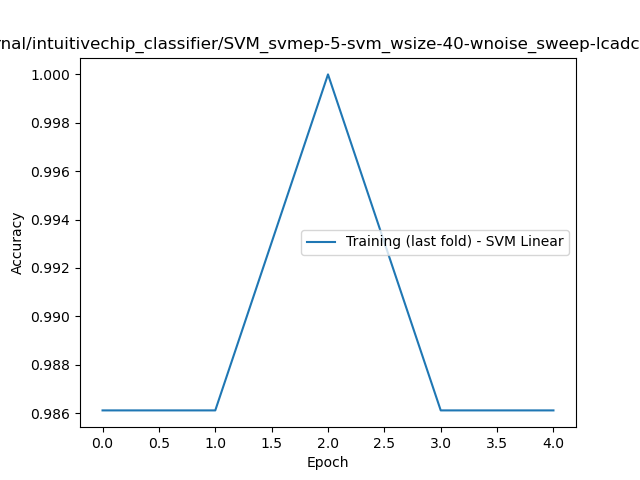 rnal/intuitivechip_classifier/SVM_svmep-5-svm_wsize-40-wnoise_sweep-lcadc
1.000
0.998
0.996
0.994
0.992
0.990
0.988
0.986
Accuracy
Training (last fold) - SVM Linear
0.0 0.5 1.0 1.5 2.0 2.5 3.0 3.5 4.0
Epoch